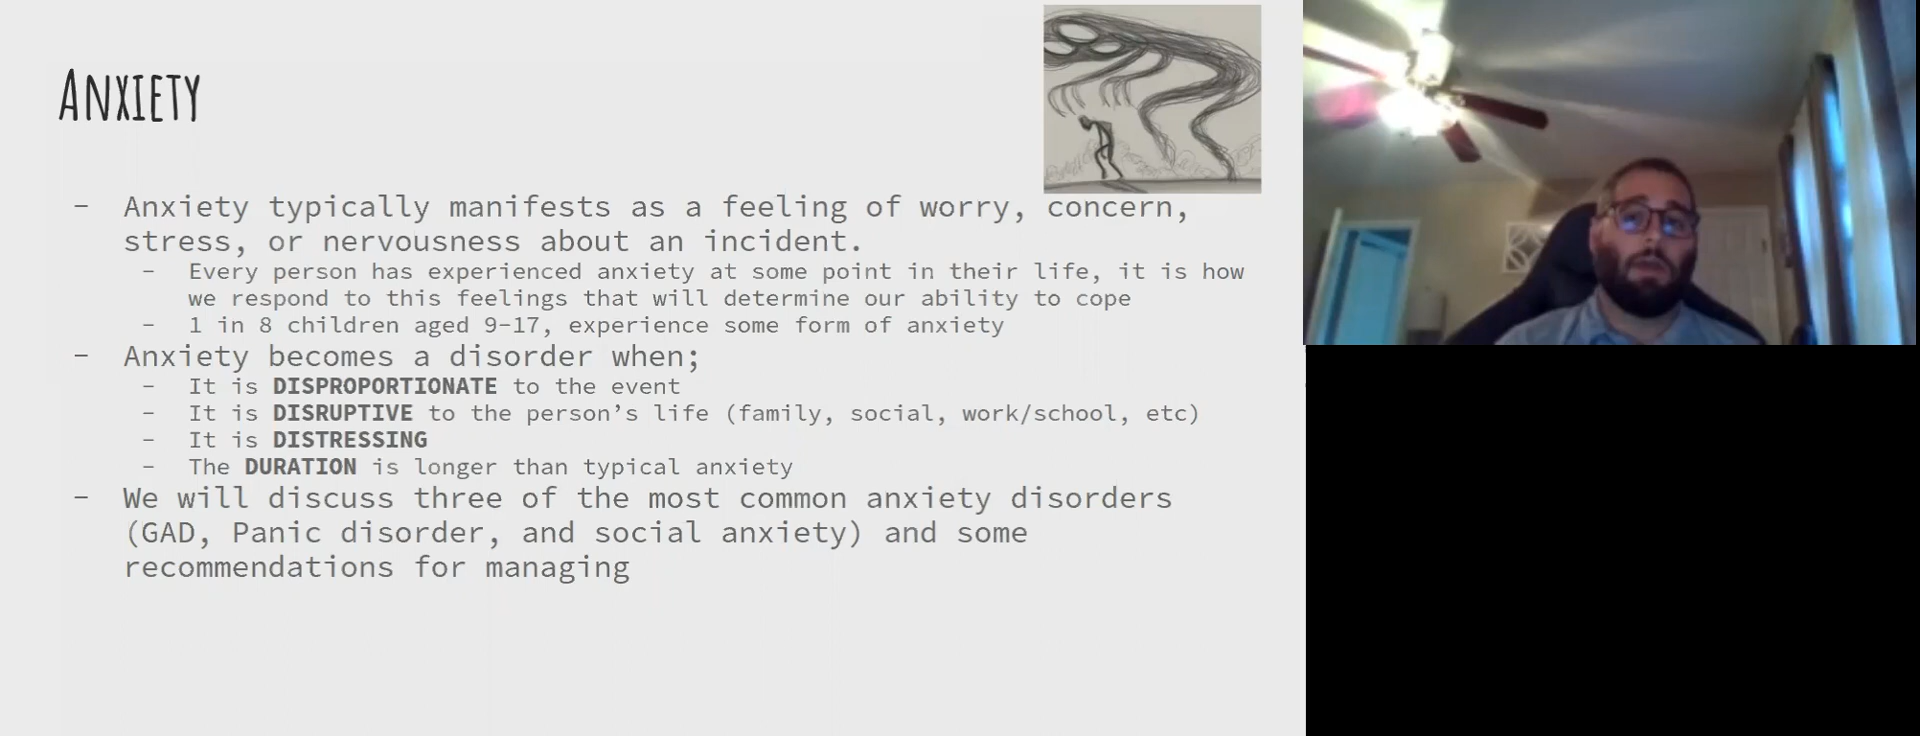 ANXIETY
- Anxiety typically manifests as a feeling of worry, concern,
stress, or nervousness about an incident.
- Every person has experienced anxiety at some point in their life, it is how
we respond to this feelings that will determine our ability to cope
- 1 in 8 children aged 9-17, experience some form of anxiety
- Anxiety becomes a disorder when;
- It is DISPROPORTIONATE to the event
- It is DISRUPTIVE to the person's life (family, social, work/school, etc)
- It is DISTRESSING
- The DURATION is longer than typical anxiety
- We will discuss three of the most common anxiety disorders
(GAD, Panic disorder, and social anxiety) and some
recommendations for managing